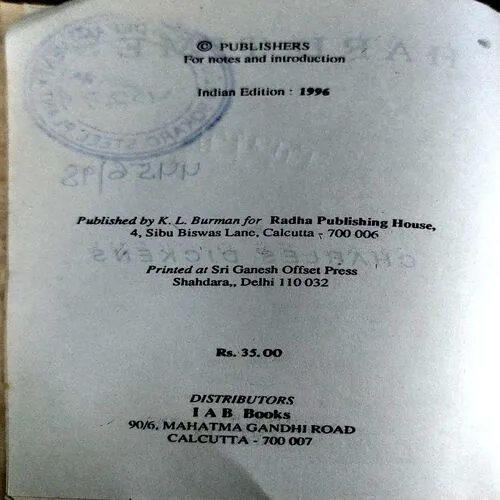 © PUBLISHERS
For notes and introduction
Indian Edition : 1996
Published by K. L. Burman for Radha Publishing House,
4, Sibu Biswas Lane, Calcutta - 700 006
CHARLES DICKENS
Printed at Sri Ganesh Offset Press
Shahdara,, Delhi 110 032
Rs. 35.00
DISTRIBUTORS
I A B Books
90/6, MAHATMA GANDHI ROAD
CALCUTTA - 700 007